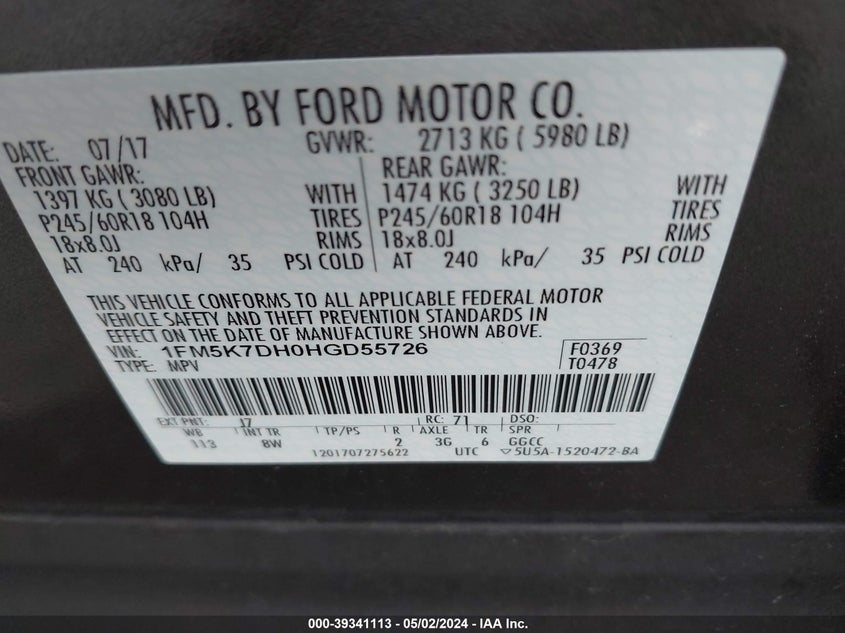 MFD. BY FORD MOTOR CO.
DATE: 07/17 GVWR: 2713 KG ( 5980 LB)
FRONT GAWR: REAR GAWR:
1397 KG ( 3080 LB) WITH 1474 KG ( 3250 LB) WITH
P245/60R18 104H TIRES P245/60R18 104H TIRES
18x8.0J RIMS 18x8.0J RIMS
AT 240 kPa/ 35 PSI COLD AT 240 kPa/ 35 PSI COLD
THIS VEHICLE CONFORMS TO ALL APPLICABLE FEDERAL MOTOR
VEHICLE SAFETY AND THEFT PREVENTION STANDARDS IN
EFFECT ON THE DATE OF MANUFACTURE SHOWN ABOVE.
VIN: 1FM5K7DH0HGD55726 F0369
TYPE: MPV T0478
EXT PNT: J7 RC: 71 DSO:
WB INT TR TP/PS R AXLE TR SPR
113 8W 2 3G 6 GGCC
1201707275622 UTC ▽5U5A-1520472-BA
000-39341113 - 05/02/2024 - IAA Inc.